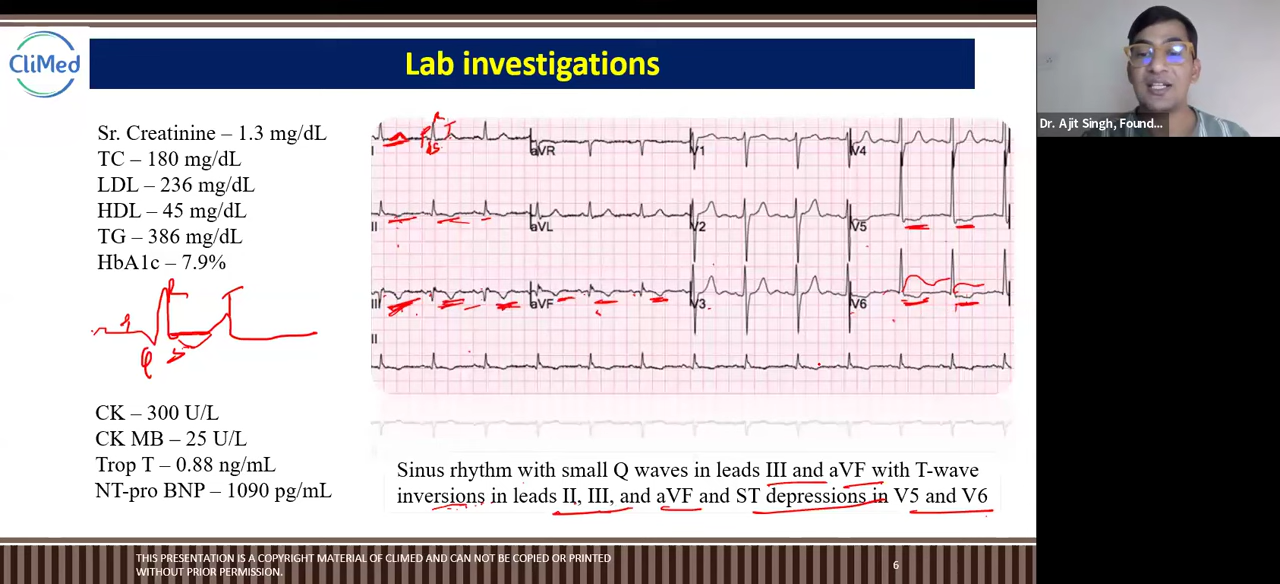 CliMed
Lab investigations
Sr. Creatinine – 1.3 mg/dL
TC – 180 mg/dL
LDL – 236 mg/dL
HDL – 45 mg/dL
TG – 386 mg/dL
HbA1c – 7.9%
R
T
Q
S
CK – 300 U/L
CK MB – 25 U/L
Trop T – 0.88 ng/mL
NT-pro BNP – 1090 pg/mL
I aVR V1 V4
II aVL V2 V5
III aVF V3 V6
II
Sinus rhythm with small Q waves in leads III and aVF with T-wave
inversions in leads II, III, and aVF and ST depressions in V5 and V6
THIS PRESENTATION IS A COPYRIGHT MATERIAL OF CLIMED AND CAN NOT BE COPIED OR PRINTED
WITHOUT PRIOR PERMISSION.
6
Dr. Ajit Singh, Found...